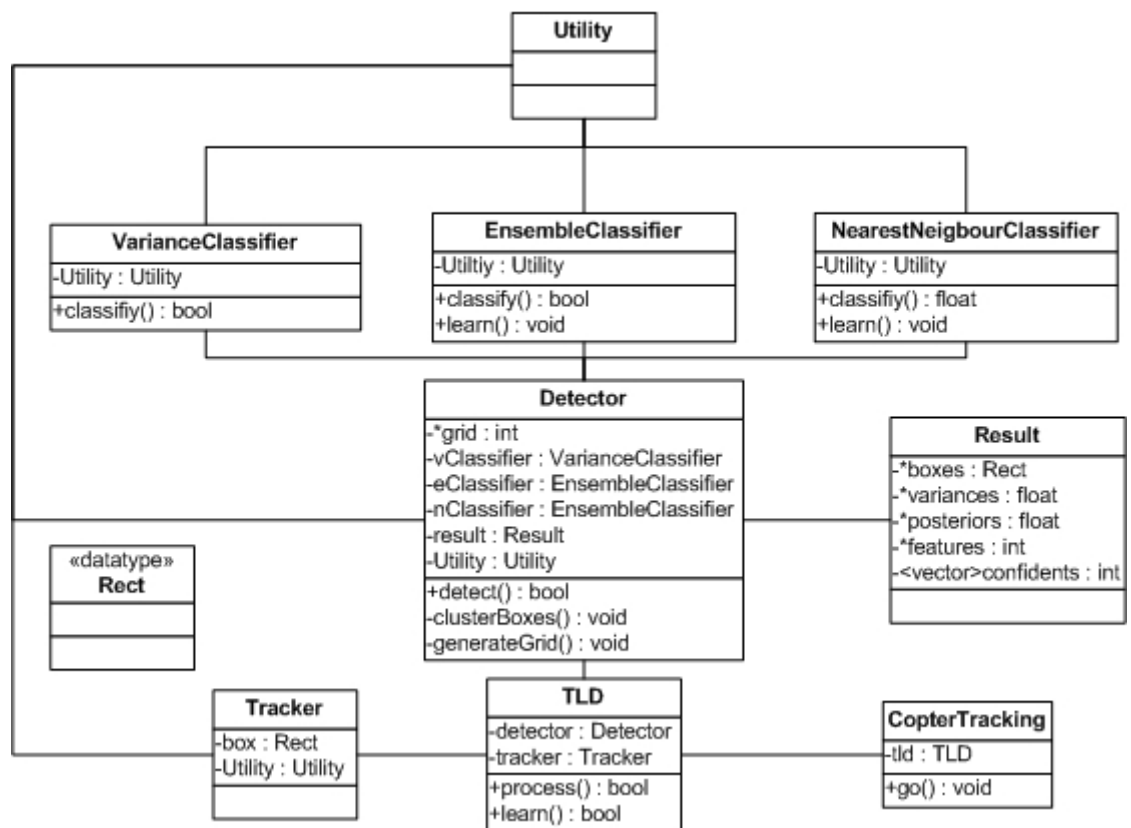 Utility
VarianceClassifier
-Utility : Utility
+classifiy() : bool
EnsembleClassifier
-Utiltiy : Utility
+classify() : bool
+learn() : void
NearestNeigbourClassifier
-Utility : Utility
+classifiy() : float
+learn() : void
Detector
-*grid : int
-vClassifier : VarianceClassifier
-eClassifier : EnsembleClassifier
-nClassifier : EnsembleClassifier
-result : Result
-Utility : Utility
+detect() : bool
-clusterBoxes() : void
-generateGrid() : void
Result
-*boxes : Rect
-*variances : float
-*posteriors : float
-*features : int
-<vector>confidents : int
«datatype»
Rect
Tracker
-box : Rect
-Utility : Utility
TLD
-detector : Detector
-tracker : Tracker
+process() : bool
+learn() : bool
CopterTracking
-tld : TLD
+go() : void